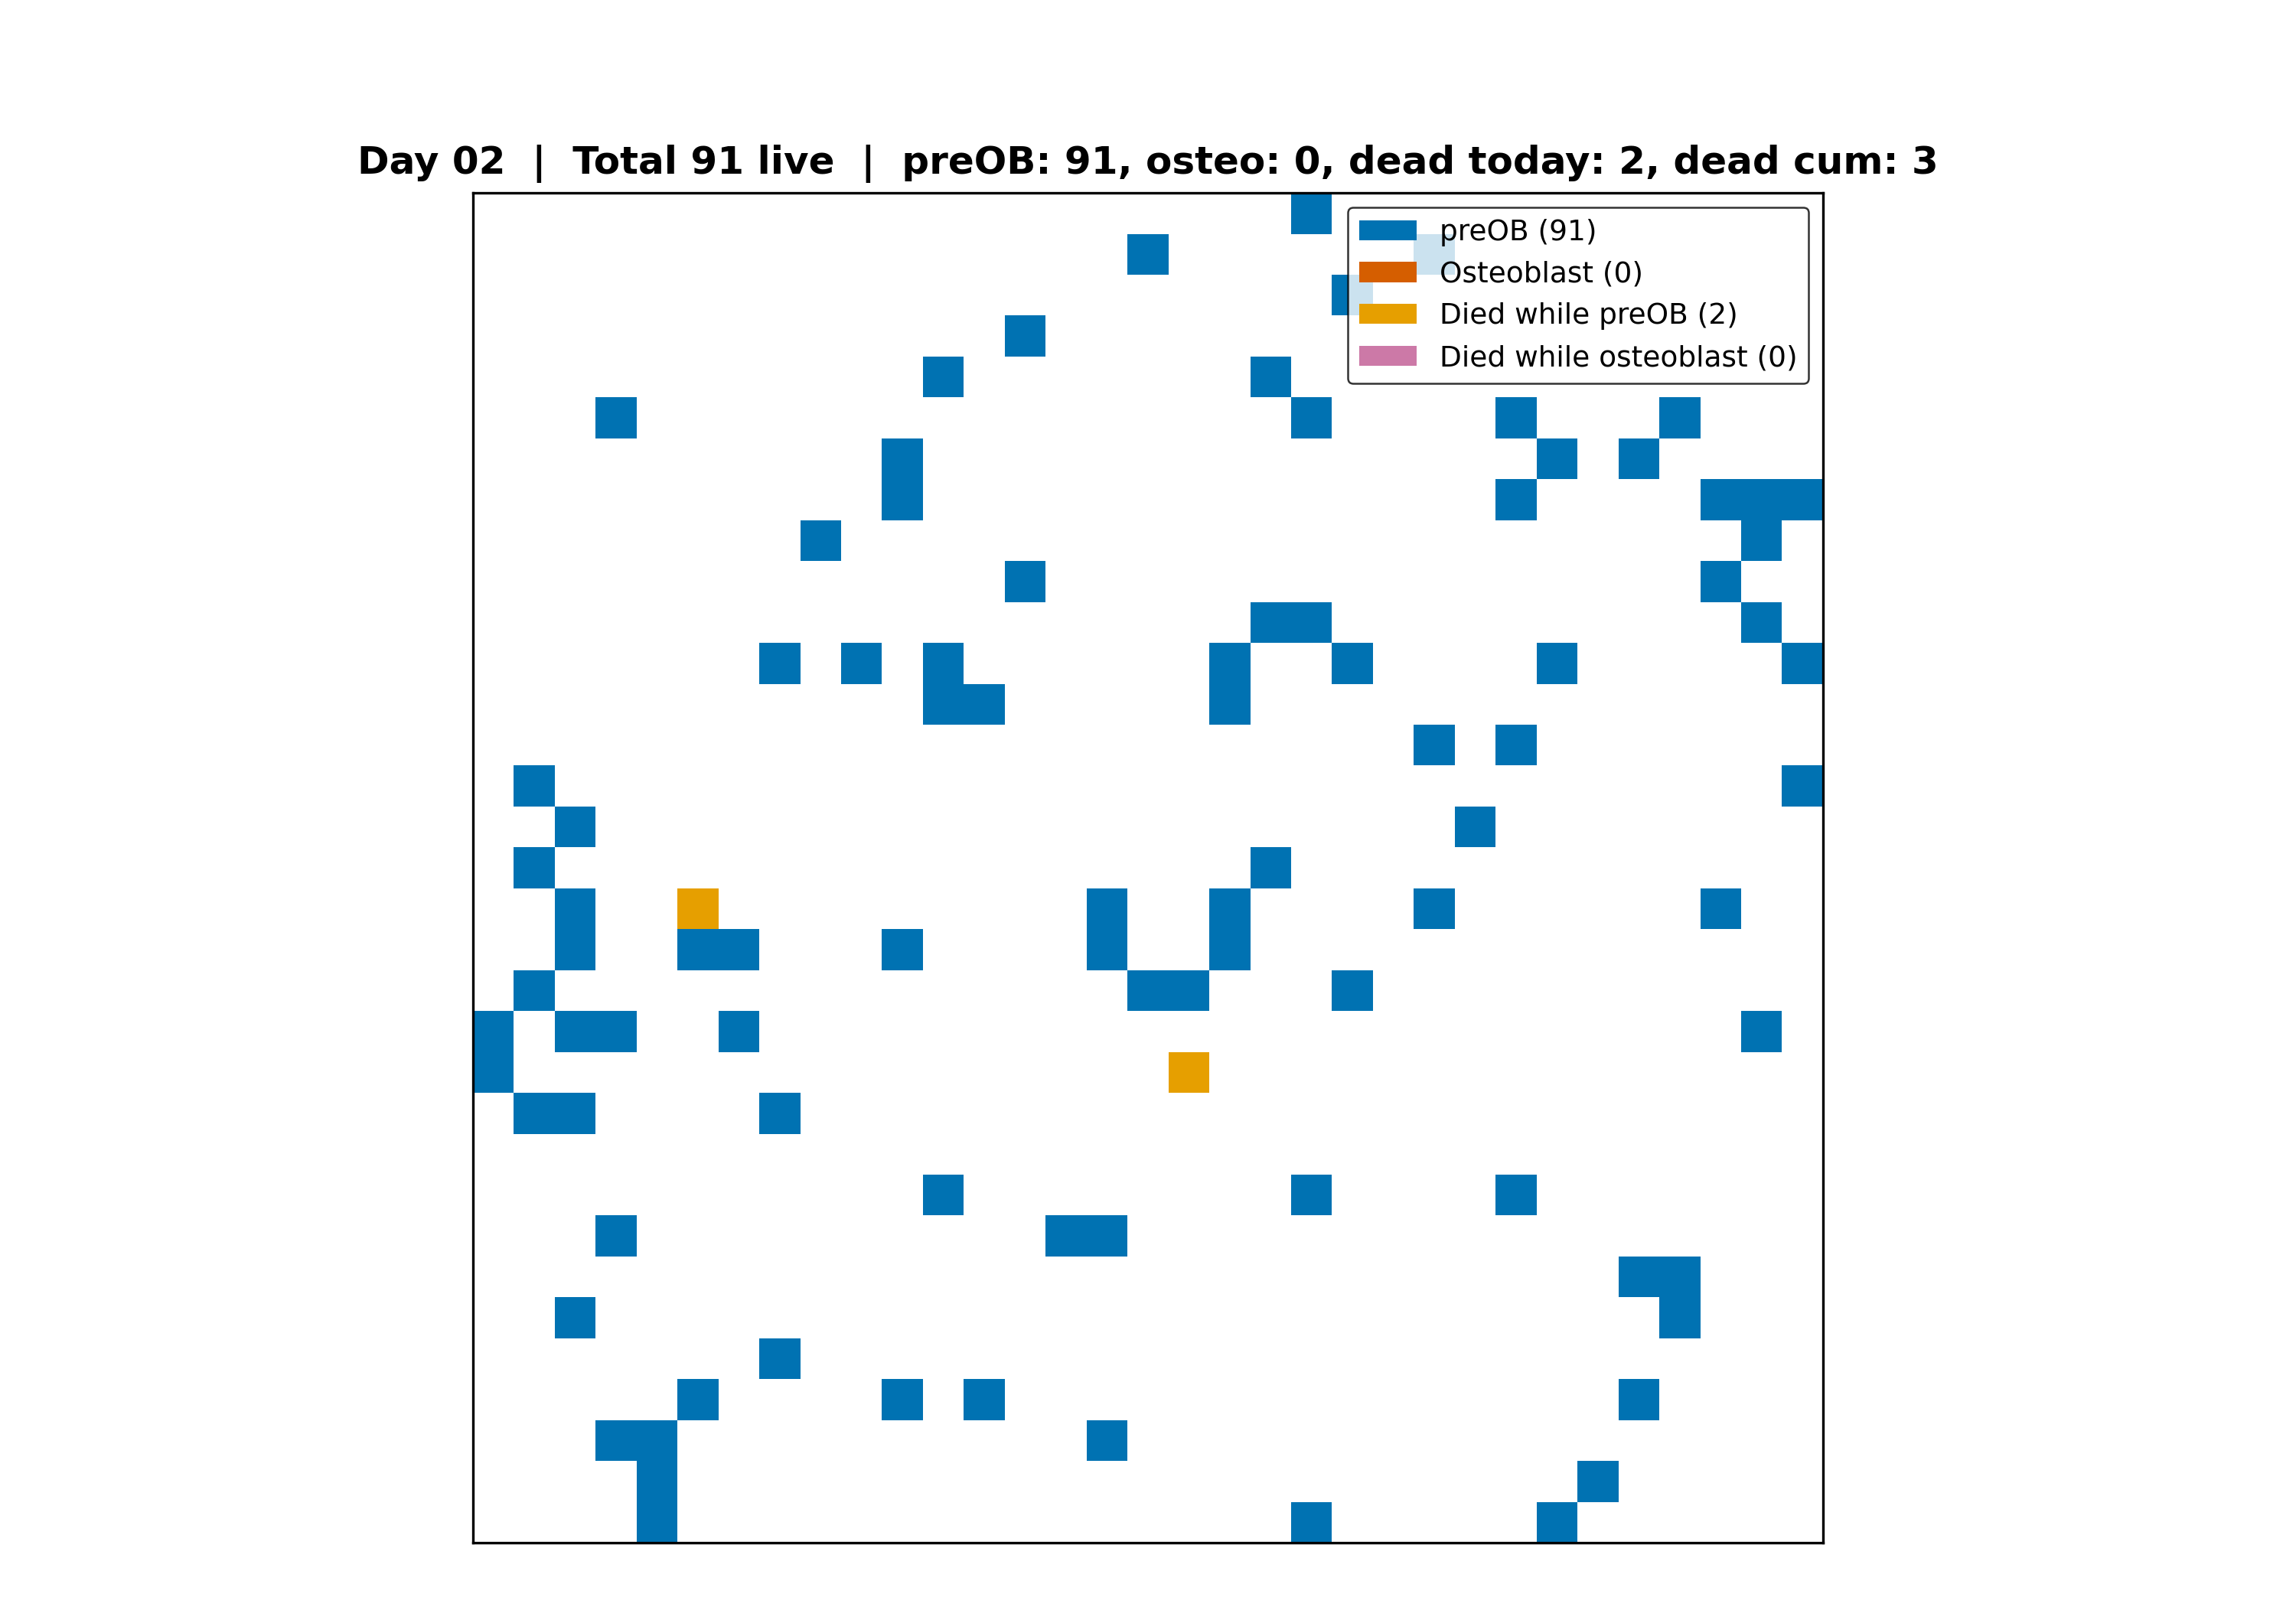 Day 02 | Total 91 live | preOB: 91, osteo: 0, dead today: 2, dead cum: 3
preOB (91)
Osteoblast (0)
Died while preOB (2)
Died while osteoblast (0)